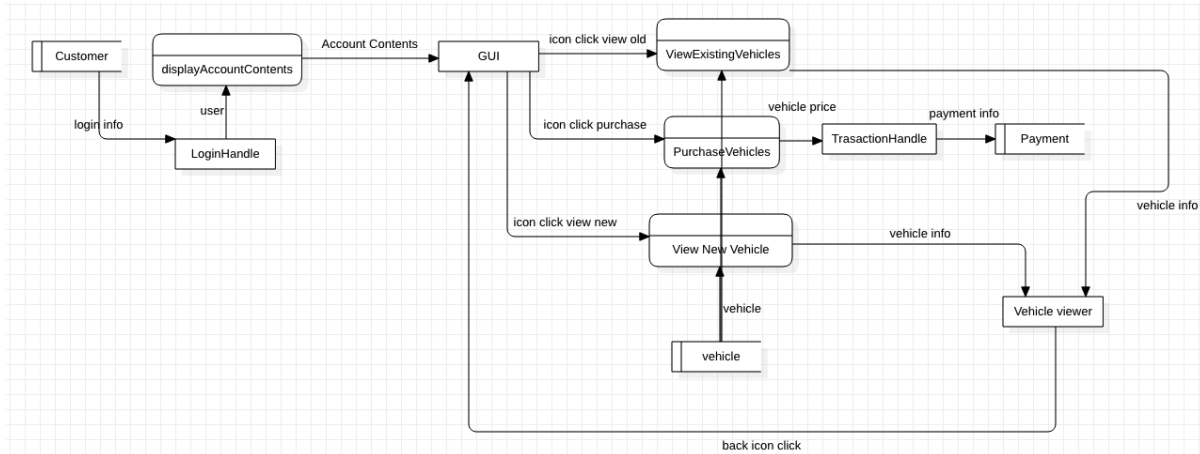 Account Contents
icon click view old
Customer
displayAccountContents
GUI
ViewExistingVehicles
vehicle price
payment info
user
login info
icon click purchase
LoginHandle
PurchaseVehicles
TrasactionHandle
Payment
vehicle info
icon click view new
vehicle info
View New Vehicle
vehicle
Vehicle viewer
vehicle
back icon click